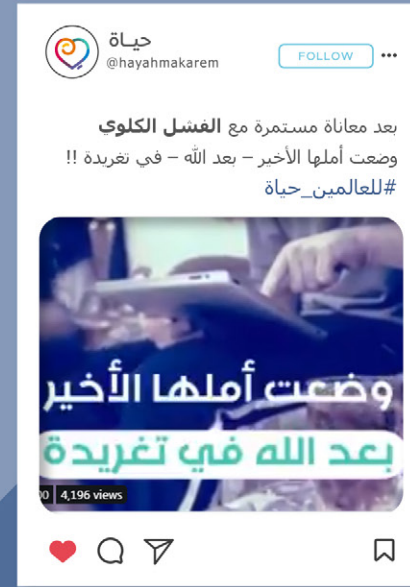 حيـاة
@hayahmakarem
FOLLOW
بعد معاناة مستمرة مع الفشل الكلوي
وضعت أملها الأخير – بعد الله – في تغريدة !!
#للعالمين_حياة
وضعت أملها الأخير
بعد الله في تغريدة
4,196 views